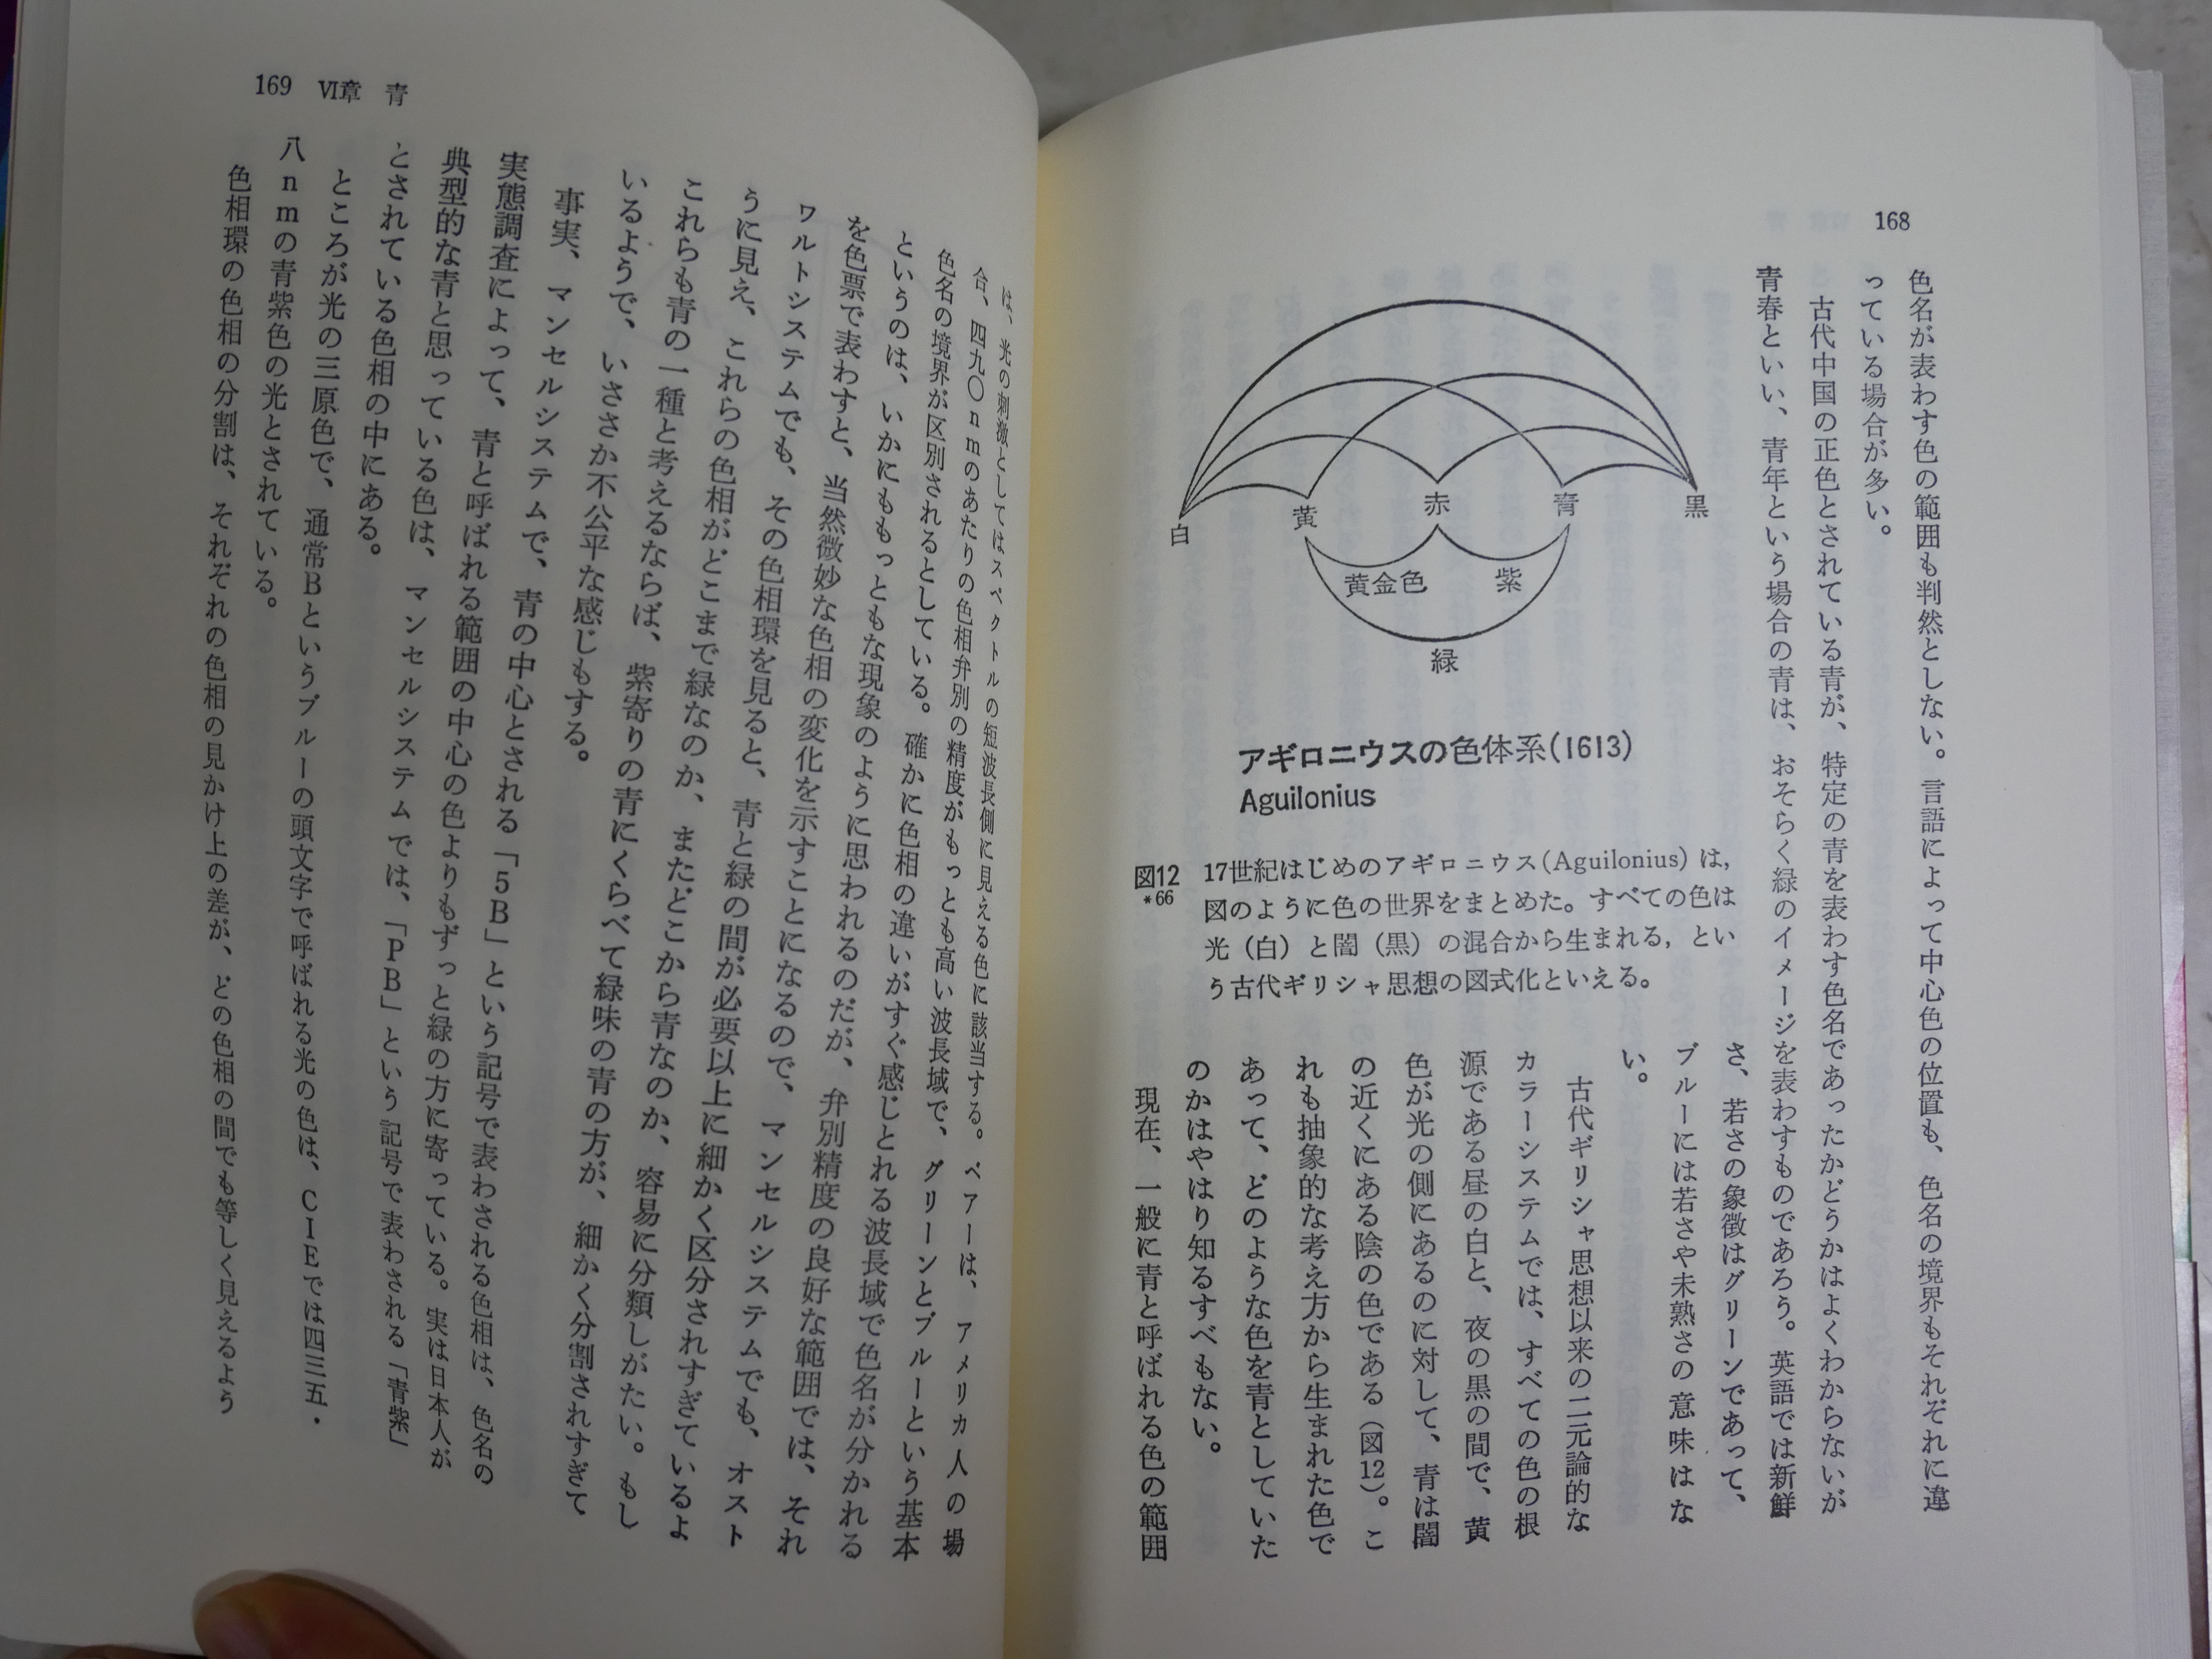 168
色名が表わす色の範囲も判然としない。言語によって中心色の位置も、色名の境界もそれぞれに違
っている場合が多い。
古代中国の正色とされている青が、特定の青を表わす色名であったかどうかはよくわからないが
青春といい、青年という場合の青は、おそらく緑のイメージを表わすものであろう。英語では新鮮
さ、若さの象徴はグリーンであって、
ブルーには若さや未熟さの意味はな
い。
古代ギリシャ思想以来の二元論的な
カラーシステムでは、すべての色の根
源である昼の白と、夜の黒の間で、黄
色が光の側にあるのに対して、青は闇
の近くにある陰の色である（図12）。こ
れも抽象的な考え方から生まれた色で
あって、どのような色を青としていた
のかはやはり知るすべもない。
現在、一般に青と呼ばれる色の範囲
白
黄
赤
青
黒
黄金色
紫
緑
アギロニウスの色体系(1613)
Aguilonius
図12
*66
17世紀はじめのアギロニウス(Aguilonius)は，
図のように色の世界をまとめた。すべての色は
光（白）と闇（黒）の混合から生まれる，とい
う古代ギリシャ思想の図式化といえる。
169 Ⅵ章 青
は、光の刺激としてはスペクトルの短波長側に見える色に該当する。ベアーは、アメリカ人の場
合、四九〇nmのあたりの色相弁別の精度がもっとも高い波長域で、グリーンとブルーという基本
色名の境界が区別されるとしている。確かに色相の違いがすぐ感じとれる波長域で色名が分かれる
というのは、いかにももっともな現象のように思われるのだが、弁別精度の良好な範囲では、それ
を色票で表わすと、当然微妙な色相の変化を示すことになるので、マンセルシステムでも、オスト
ワルトシステムでも、その色相環を見ると、青と緑の間が必要以上に細かく区分されすぎているよ
うに見え、これらの色相がどこまで緑なのか、またどこから青なのか、容易に分類しがたい。もし
これらも青の一種と考えるならば、紫寄りの青にくらべて緑味の青の方が、細かく分割されすぎて
いるようで、いささか不公平な感じもする。
事実、マンセルシステムで、青の中心とされる「5B」という記号で表わされる色相は、色名の
実態調査によって、青と呼ばれる範囲の中心の色よりもずっと緑の方に寄っている。実は日本人が
典型的な青と思っている色は、マンセルシステムでは、「PB」という記号で表わされる「青紫」
とされている色相の中にある。
ところが光の三原色で、通常Bというブルーの頭文字で呼ばれる光の色は、CIEでは四三五・
八nmの青紫色の光とされている。
色相環の色相の分割は、それぞれの色相の見かけ上の差が、どの色相の間でも等しく見えるよう